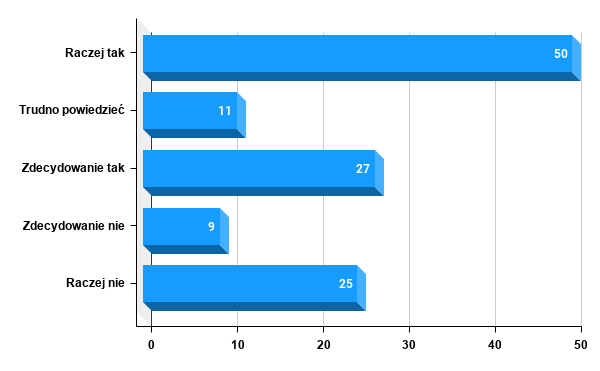 Raczej tak 50
Trudno powiedzieć 11
Zdecydowanie tak 27
Zdecydowanie nie 9
Raczej nie 25
0 10 20 30 40 50